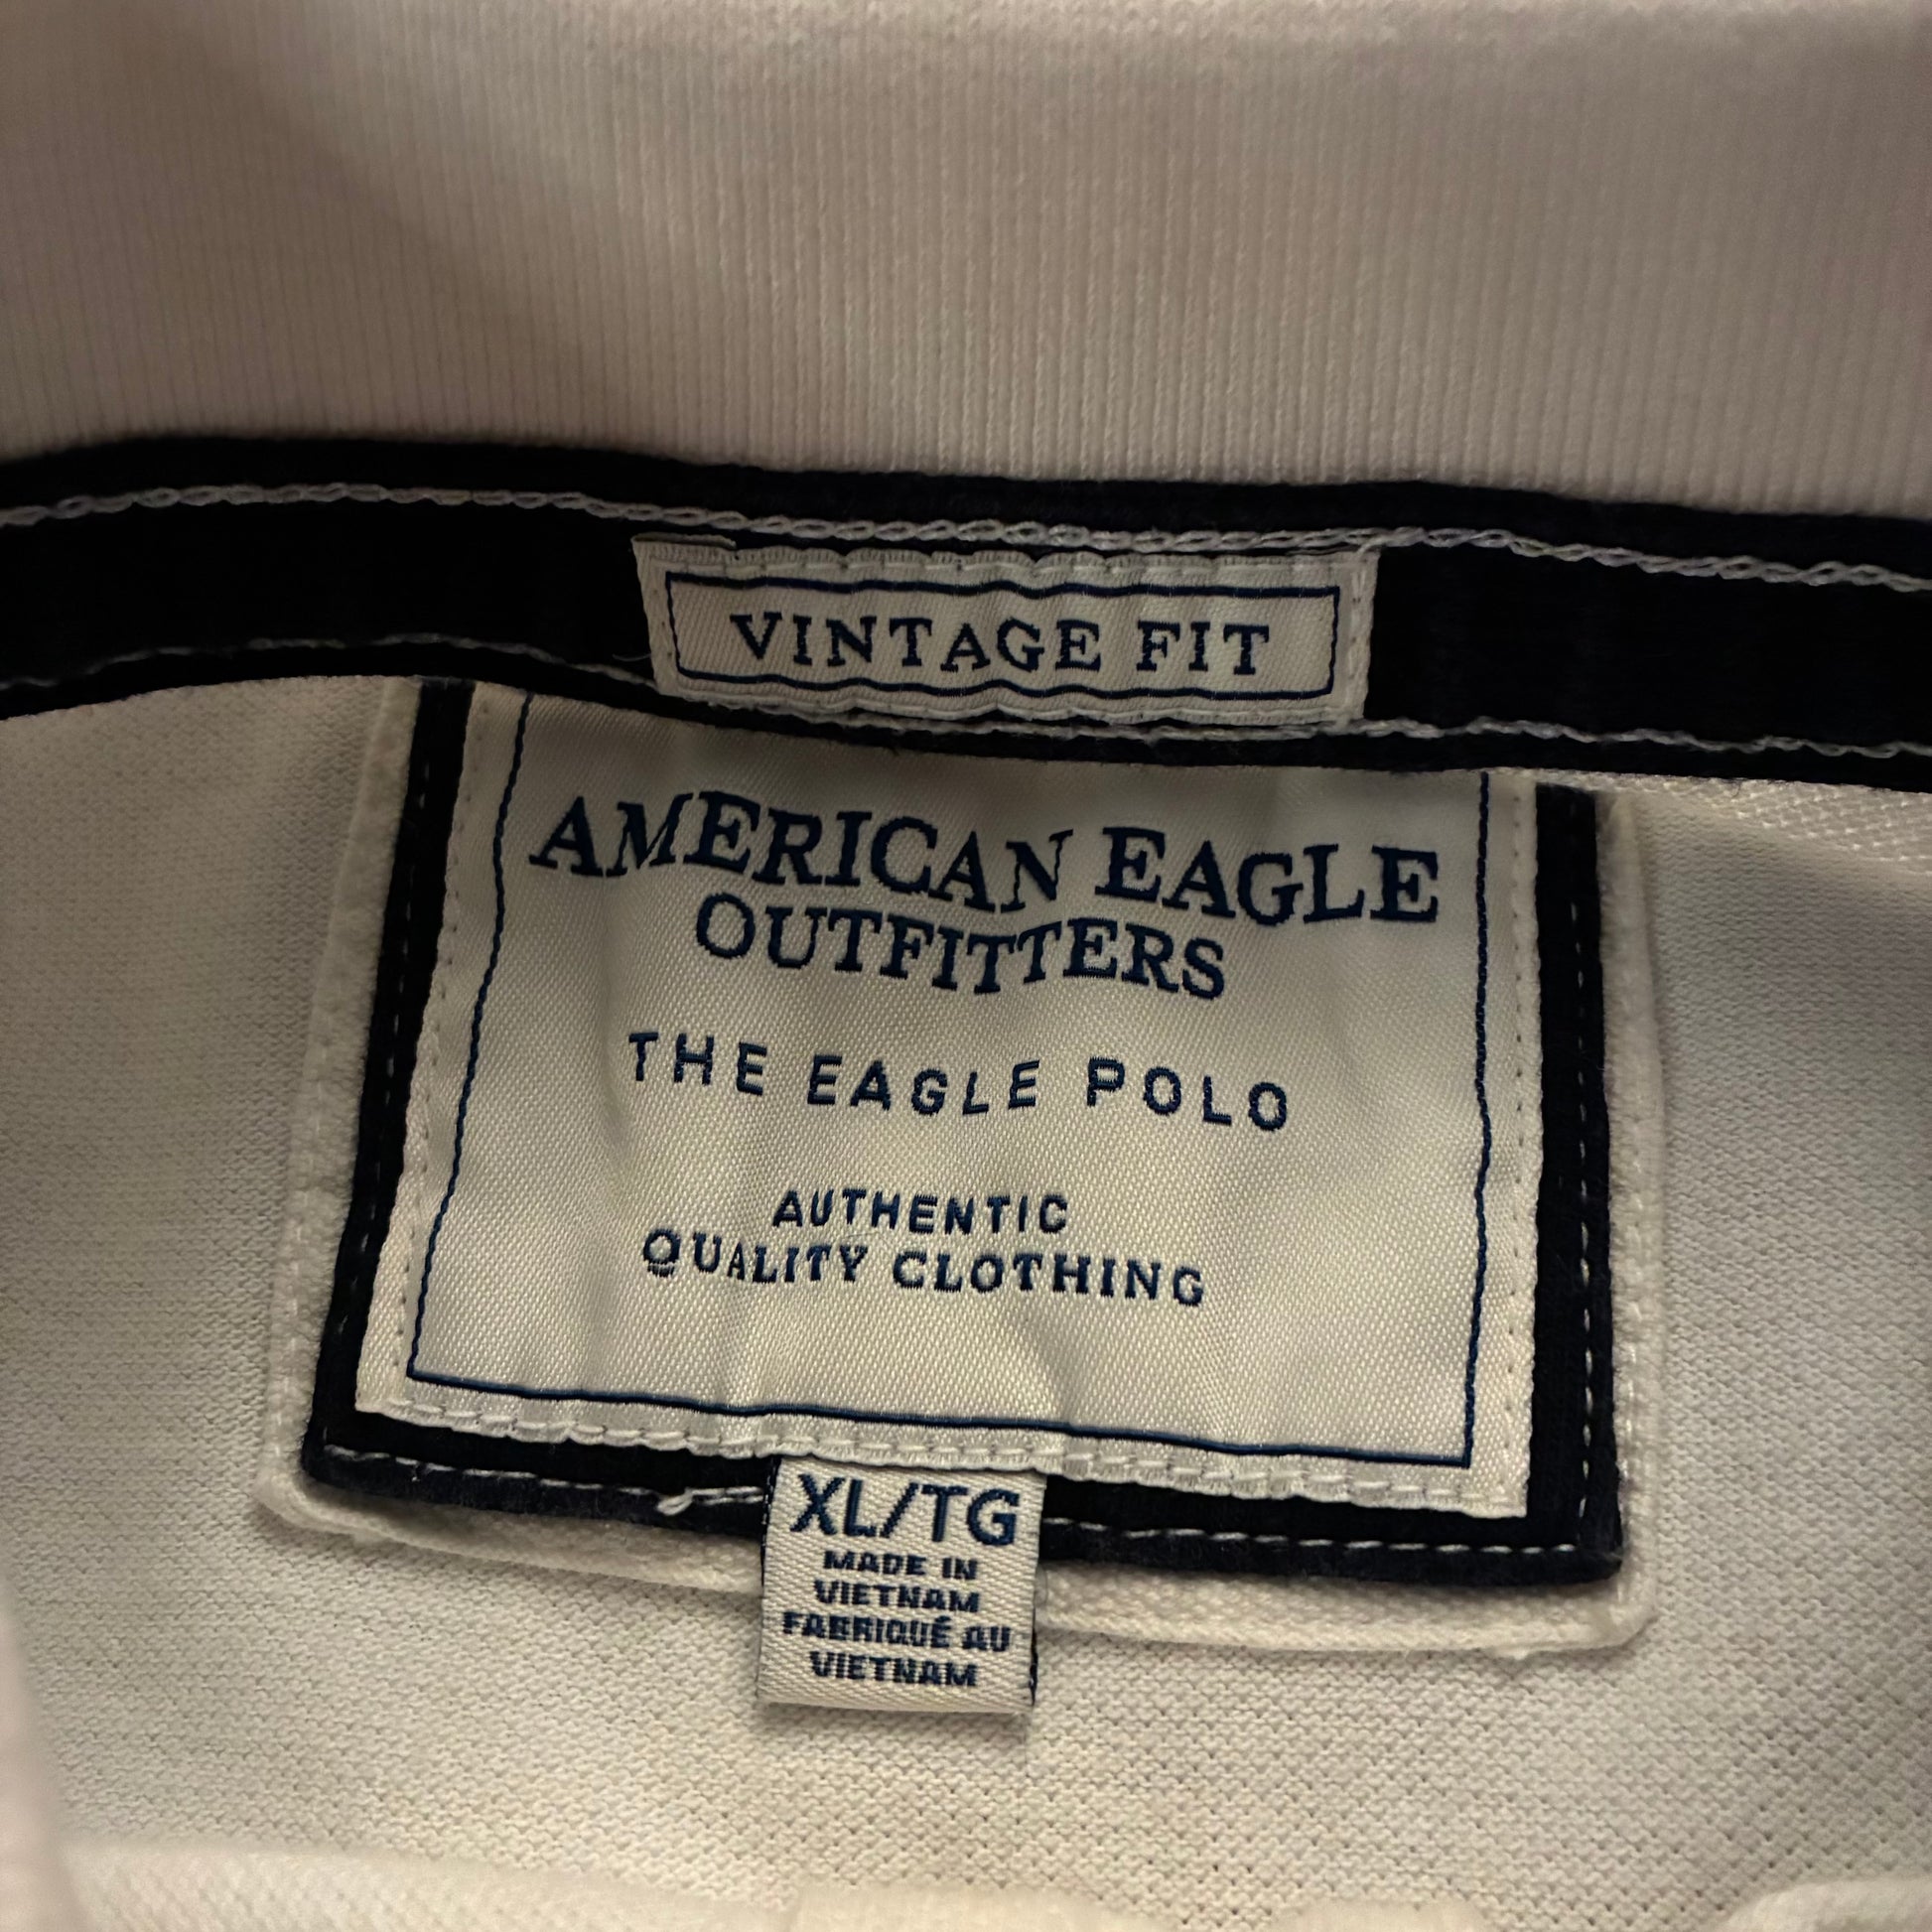 VINTAGE FIT
AMERICAN EAGLE
OUTFITTERS
THE EAGLE POLO
AUTHENTIC
QUALITY CLOTHING
XL/TG
MADE IN
VIETNAM
FABRIQUÉ AU
VIETNAM